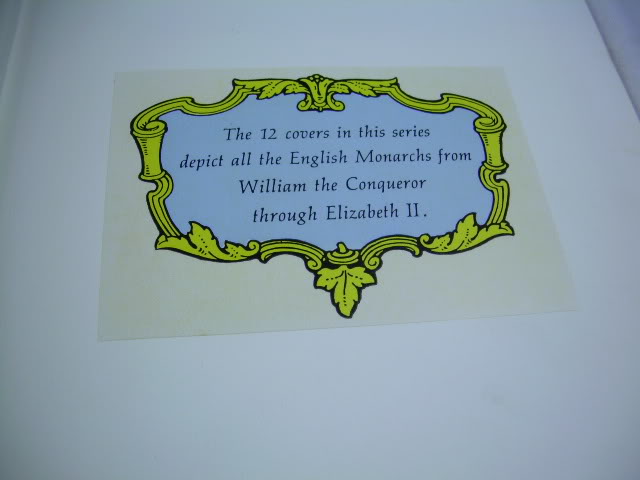 The 12 covers in this series
depict all the English Monarchs from
William the Conqueror
through Elizabeth II.